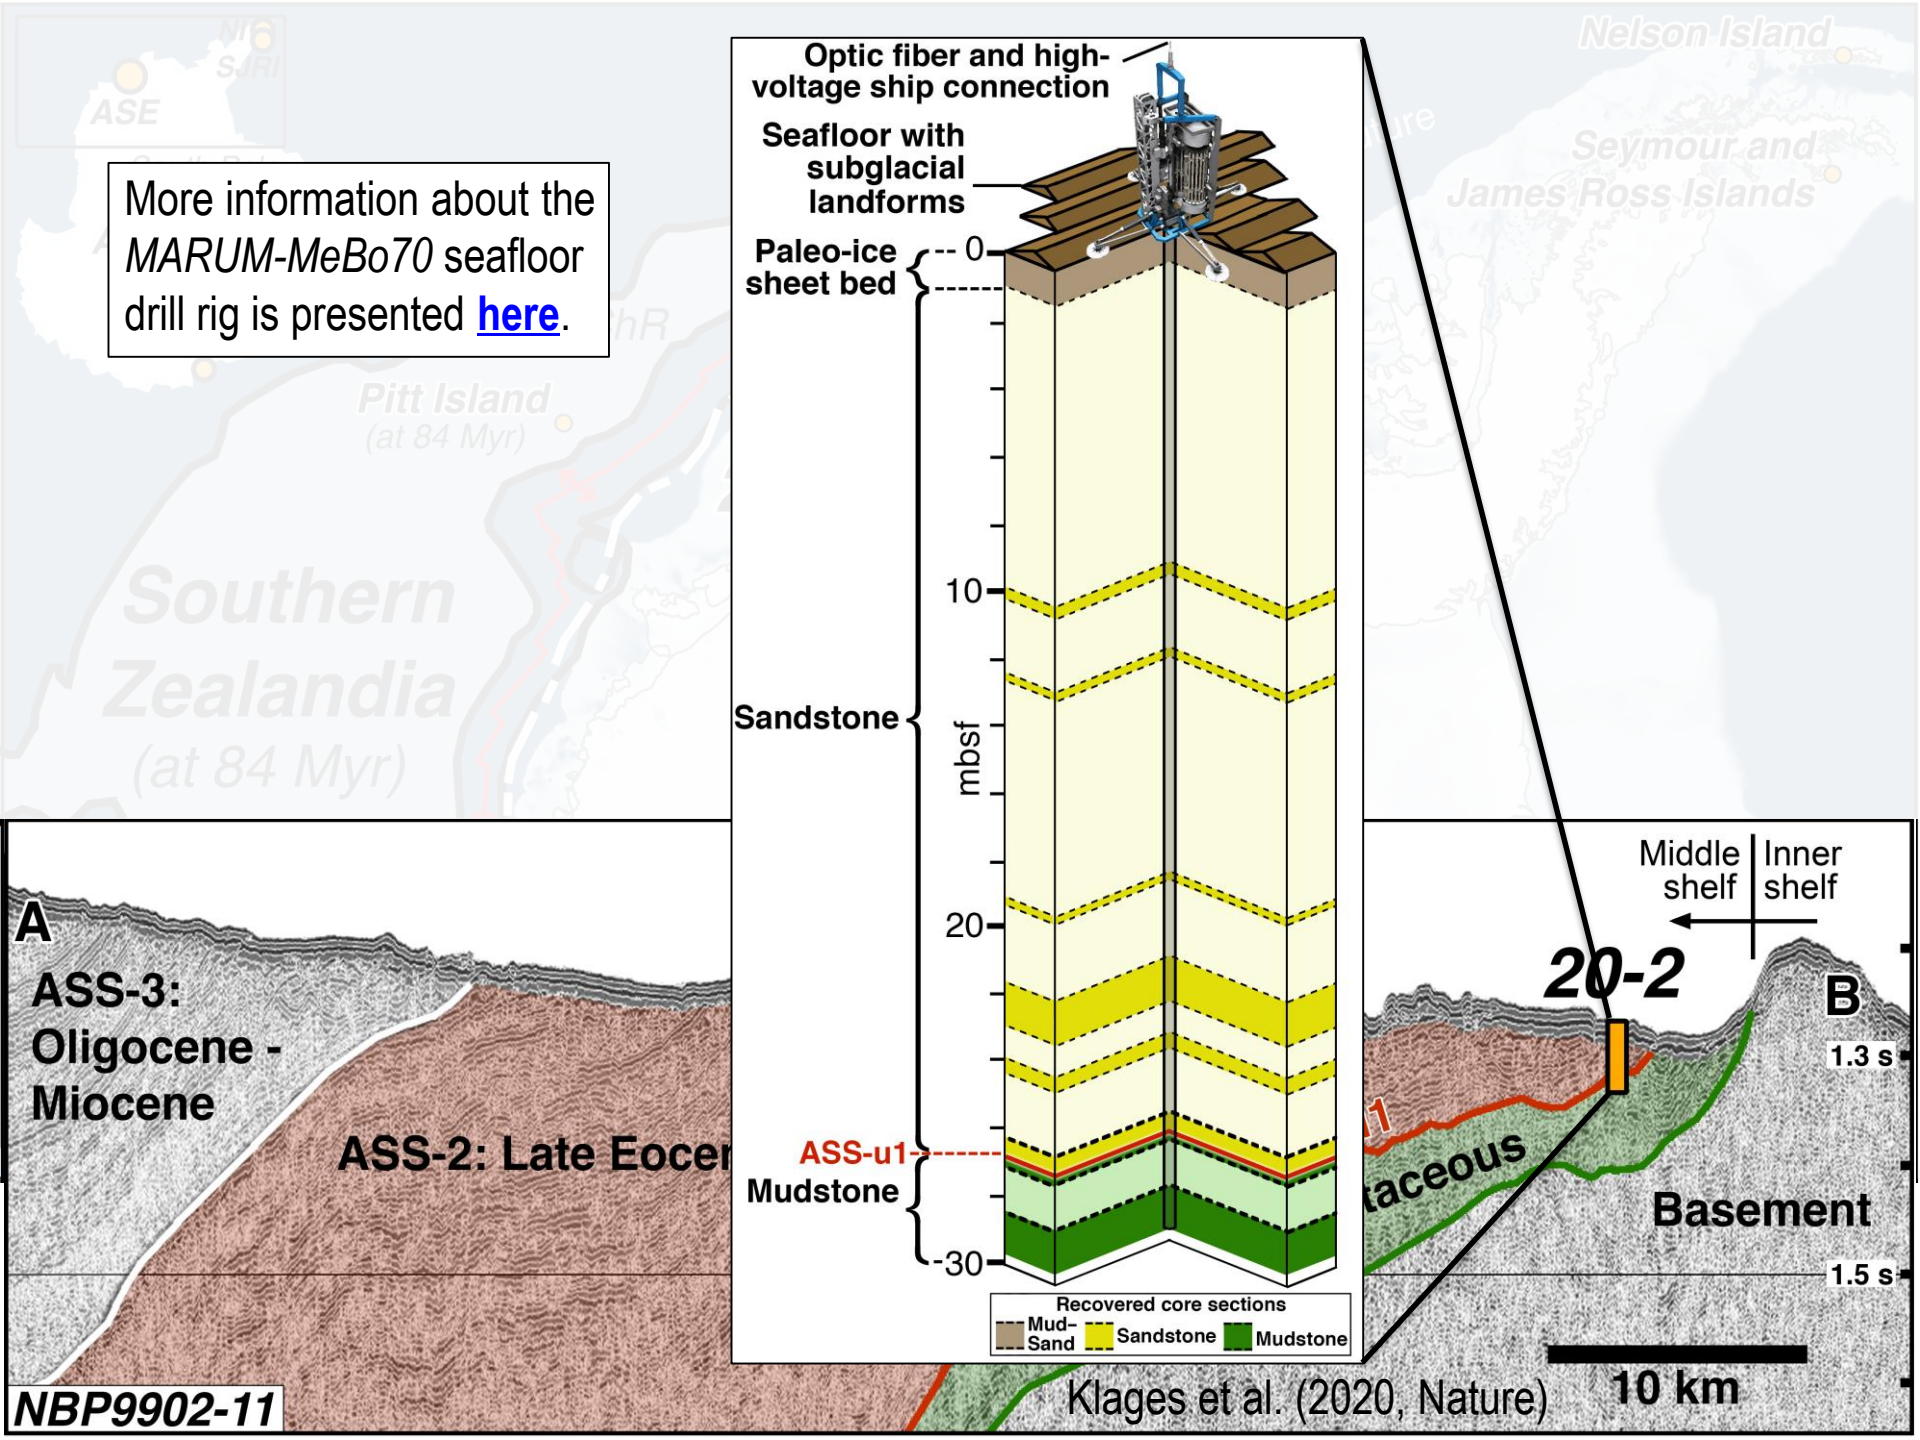 NI
SJRI
ASE
Nelson Island
Seymour and
James Ross Islands
More information about the
MARUM-MeBo70 seafloor
drill rig is presented here.
ChR
Pitt Island
(at 84 Myr)
Southern
Zealandia
(at 84 Myr)
Optic fiber and high-
voltage ship connection
Seafloor with
subglacial
landforms
Paleo-ice
sheet bed
0
10
Sandstone
mbsf
20
ASS-u1
Mudstone
30
Recovered core sections
Mud-
Sand
Sandstone
Mudstone
A
ASS-3:
Oligocene -
Miocene
ASS-2: Late Eocen
NBP9902-11
Middle
shelf
Inner
shelf
20-2
B
1.3 s
1
taceous
Basement
1.5 s
10 km
Klages et al. (2020, Nature)